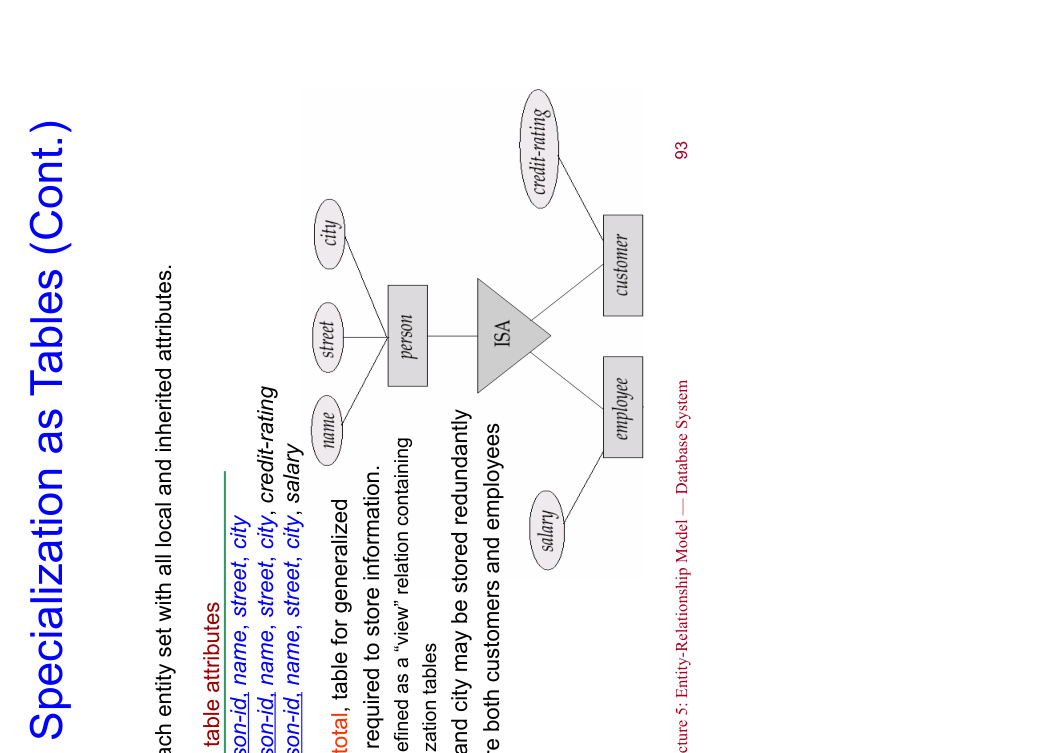 Specialization as Tables (Cont.)
ach entity set with all local and inherited attributes.
table attributes
son-id, name, street, city
son-id, name, street, city, credit-rating
son-id, name, street, city, salary
total, table for generalized
required to store information.
efined as a “view” relation containing
zation tables
and city may be stored redundantly
re both customers and employees
name
street
city
person
ISA
salary
employee
customer
credit-rating
cture 5: Entity-Relationship Model — Database System
93